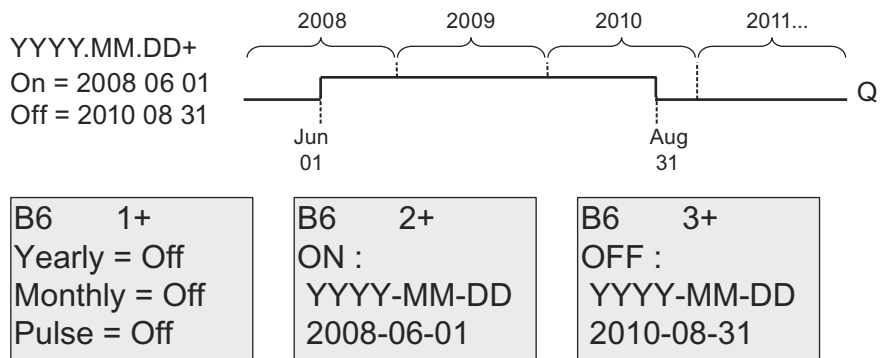 2008 2009 2010 2011...
YYYY.MM.DD+
On = 2008 06 01
Off = 2010 08 31
Q
Jun
01
Aug
31
B6 1+
Yearly = Off
Monthly = Off
Pulse = Off
B6 2+
ON :
YYYY-MM-DD
2008-06-01
B6 3+
OFF :
YYYY-MM-DD
2010-08-31